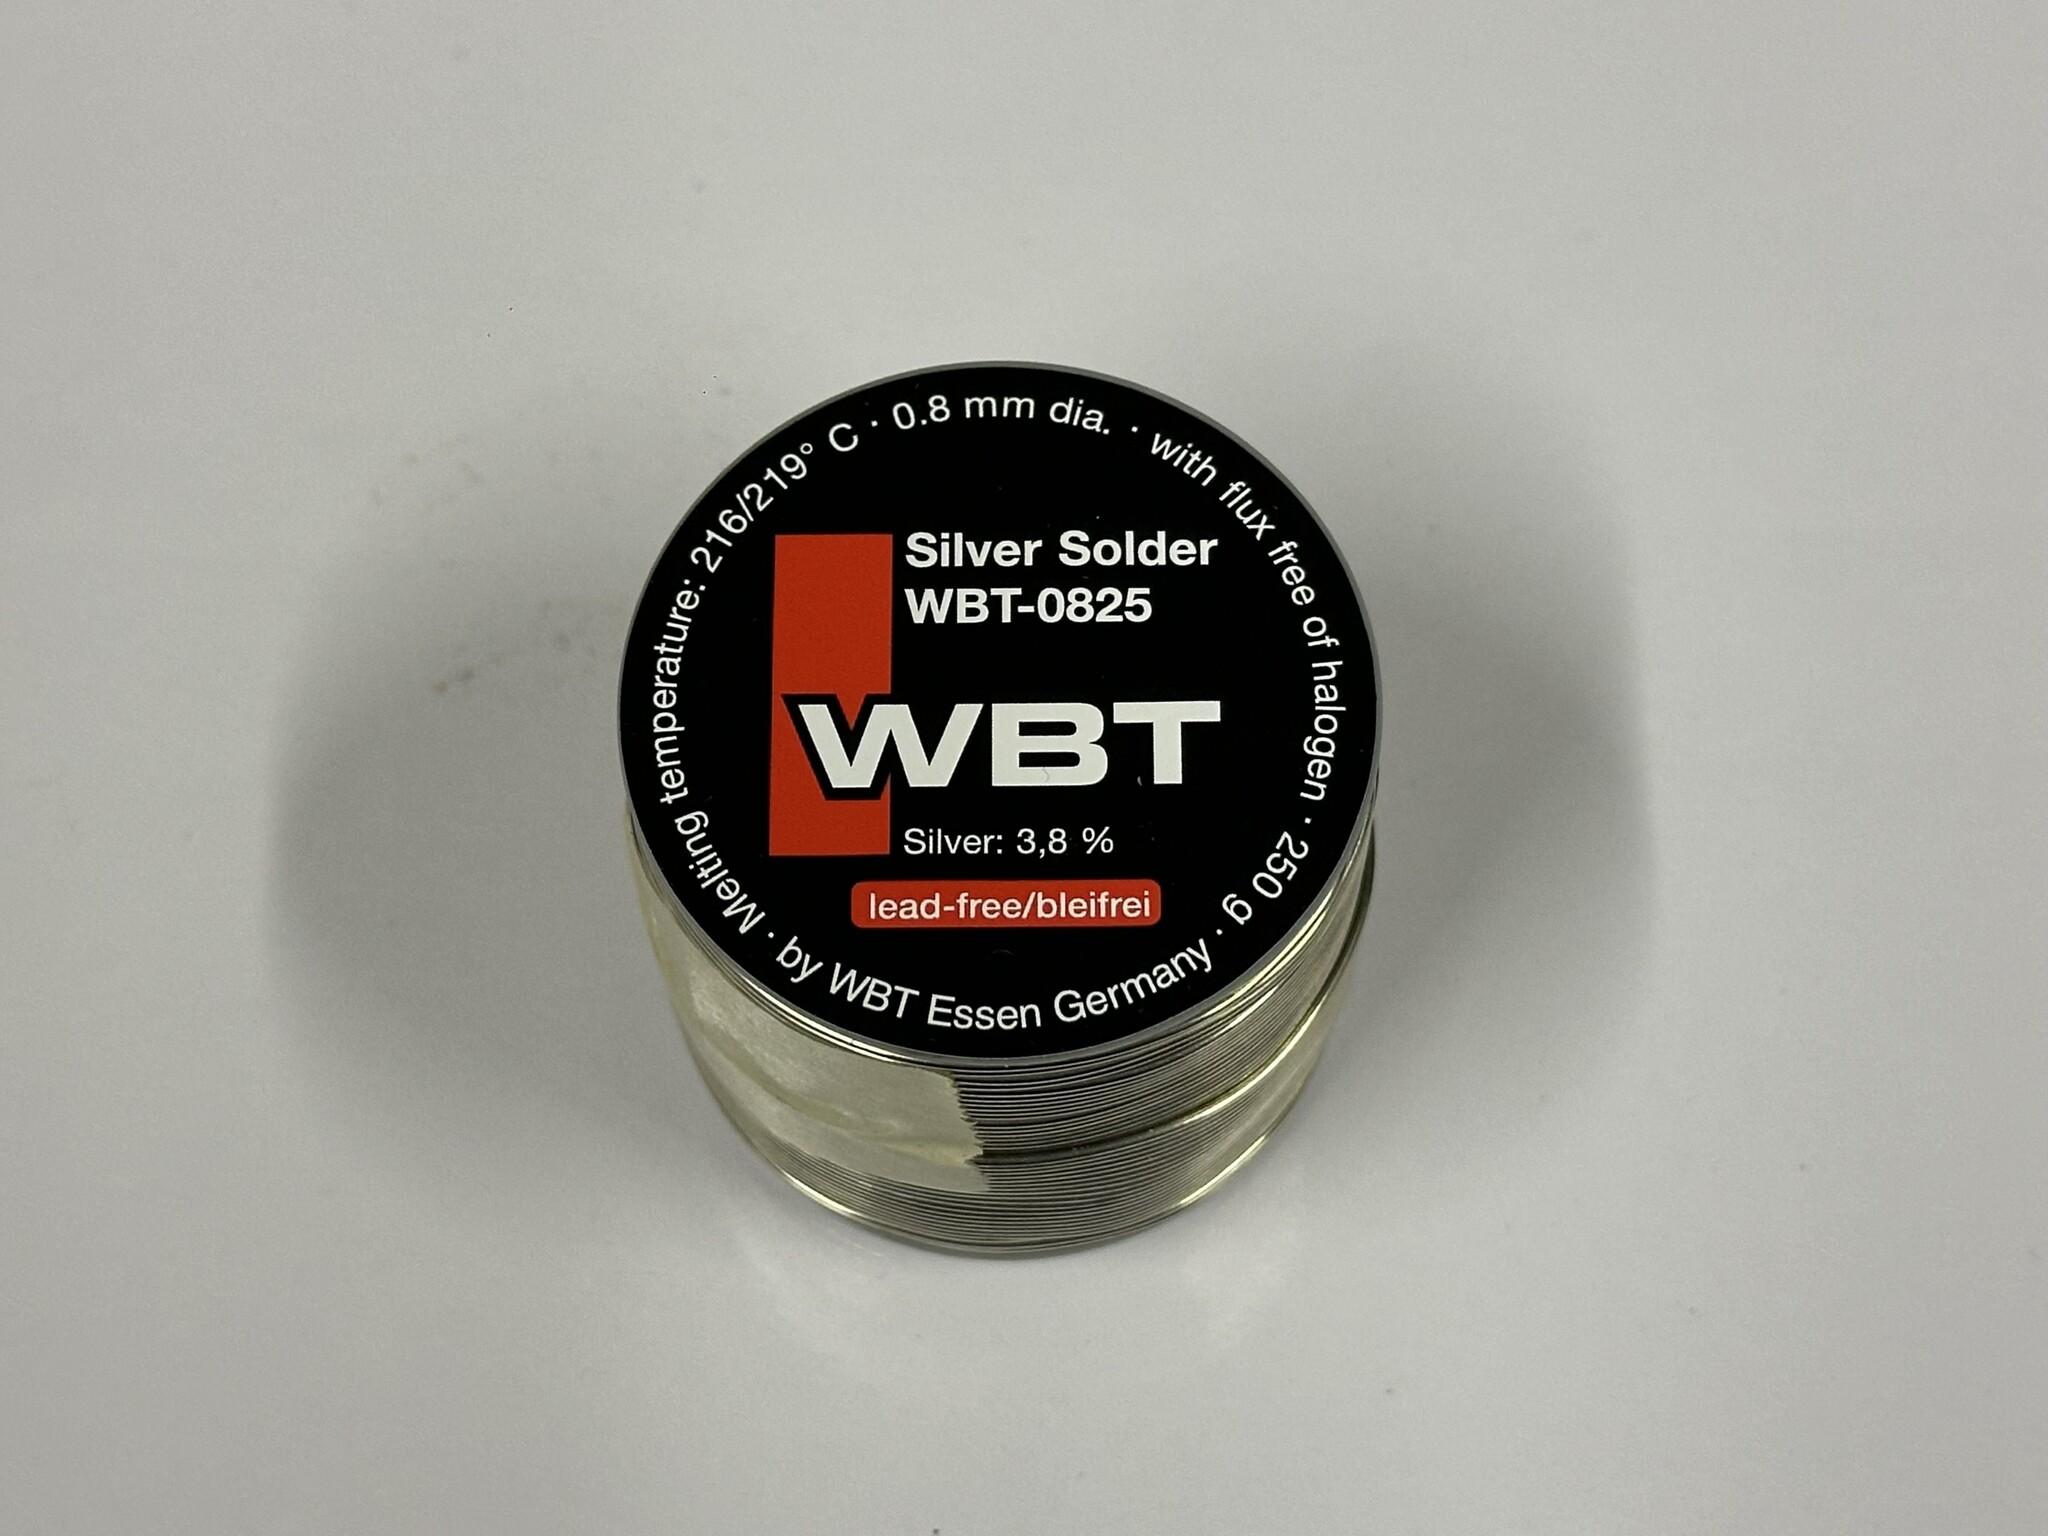 Silver Solder
WBT-0825
WBT
Silver: 3,8 %
lead-free/bleifrei
Melting temperature: 216/219° C · 0.8 mm dia. · with flux free of halogen · 250 g · by WBT Essen Germany ·